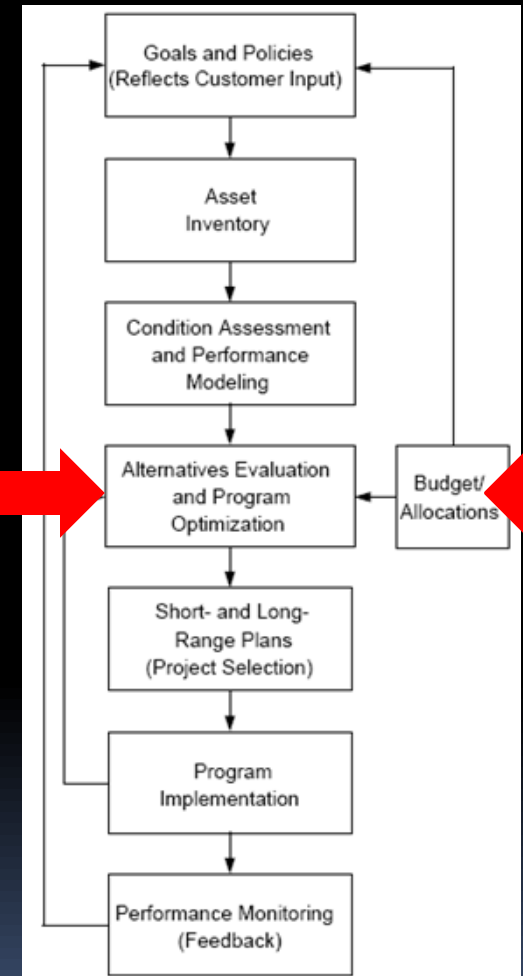 Goals and Policies
(Reflects Customer Input)
Asset
Inventory
Condition Assessment
and Performance
Modeling
Alternatives Evaluation
and Program
Optimization
Budget/
Allocations
Short- and Long-
Range Plans
(Project Selection)
Program
Implementation
Performance Monitoring
(Feedback)